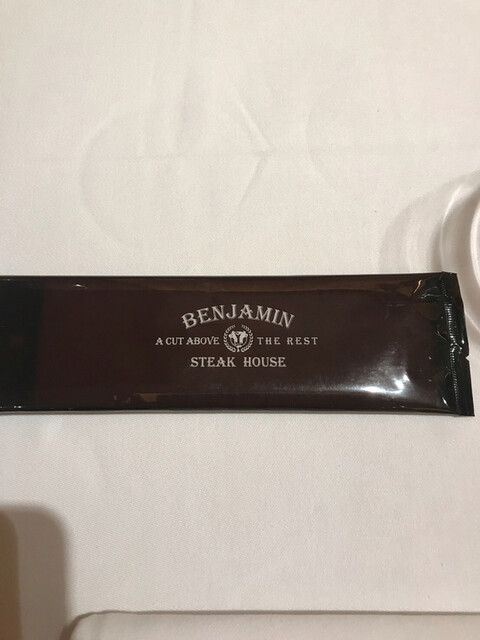 BENJAMIN
A CUT ABOVE THE REST
STEAK HOUSE